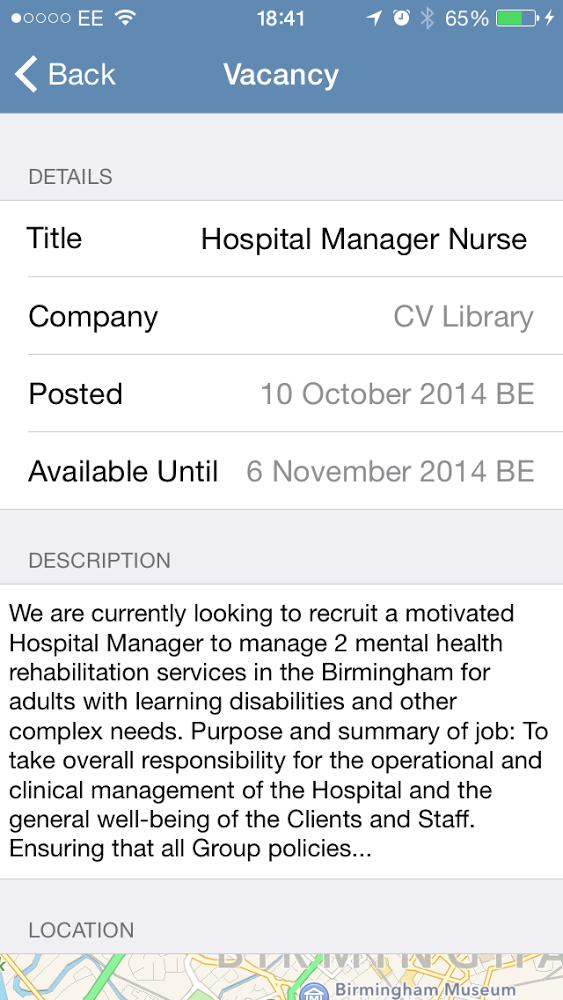 EE 18:41 65%
Back Vacancy
DETAILS
Title Hospital Manager Nurse
Company CV Library
Posted 10 October 2014 BE
Available Until 6 November 2014 BE
DESCRIPTION
We are currently looking to recruit a motivated
Hospital Manager to manage 2 mental health
rehabilitation services in the Birmingham for
adults with learning disabilities and other
complex needs. Purpose and summary of job: To
take overall responsibility for the operational and
clinical management of the Hospital and the
general well-being of the Clients and Staff.
Ensuring that all Group policies...
LOCATION
Birmingham Museum